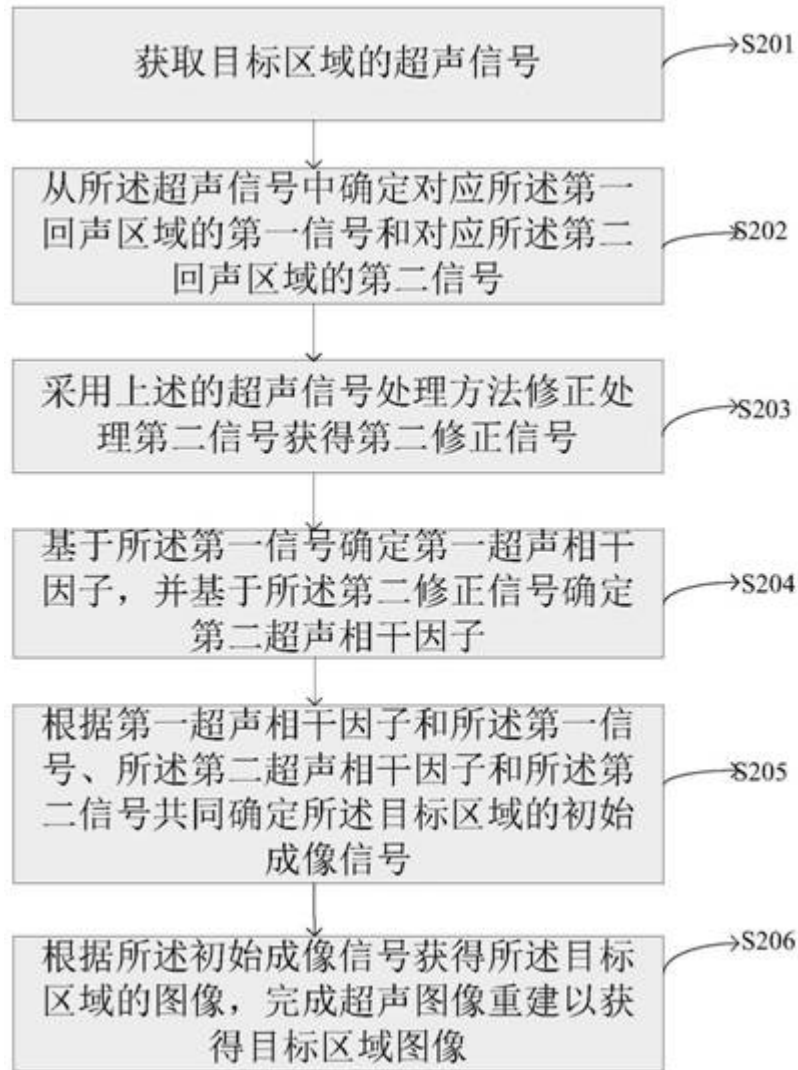 获取目标区域的超声信号
S201
从所述超声信号中确定对应所述第一
回声区域的第一信号和对应所述第二
回声区域的第二信号
S202
采用上述的超声信号处理方法修正处
理第二信号获得第二修正信号
S203
基于所述第一信号确定第一超声相干
因子，并基于所述第二修正信号确定
第二超声相干因子
S204
根据第一超声相干因子和所述第一信
号、所述第二超声相干因子和所述第
二信号共同确定所述目标区域的初始
成像信号
S205
根据所述初始成像信号获得所述目标
区域的图像，完成超声图像重建以获
得目标区域图像
S206